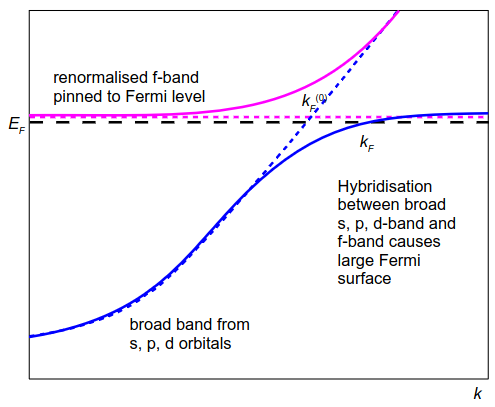 renormalised f-band
pinned to Fermi level
k_F^(0)
E_F
k_F
Hybridisation
between broad
s, p, d-band and
f-band causes
large Fermi
surface
broad band from
s, p, d orbitals
k